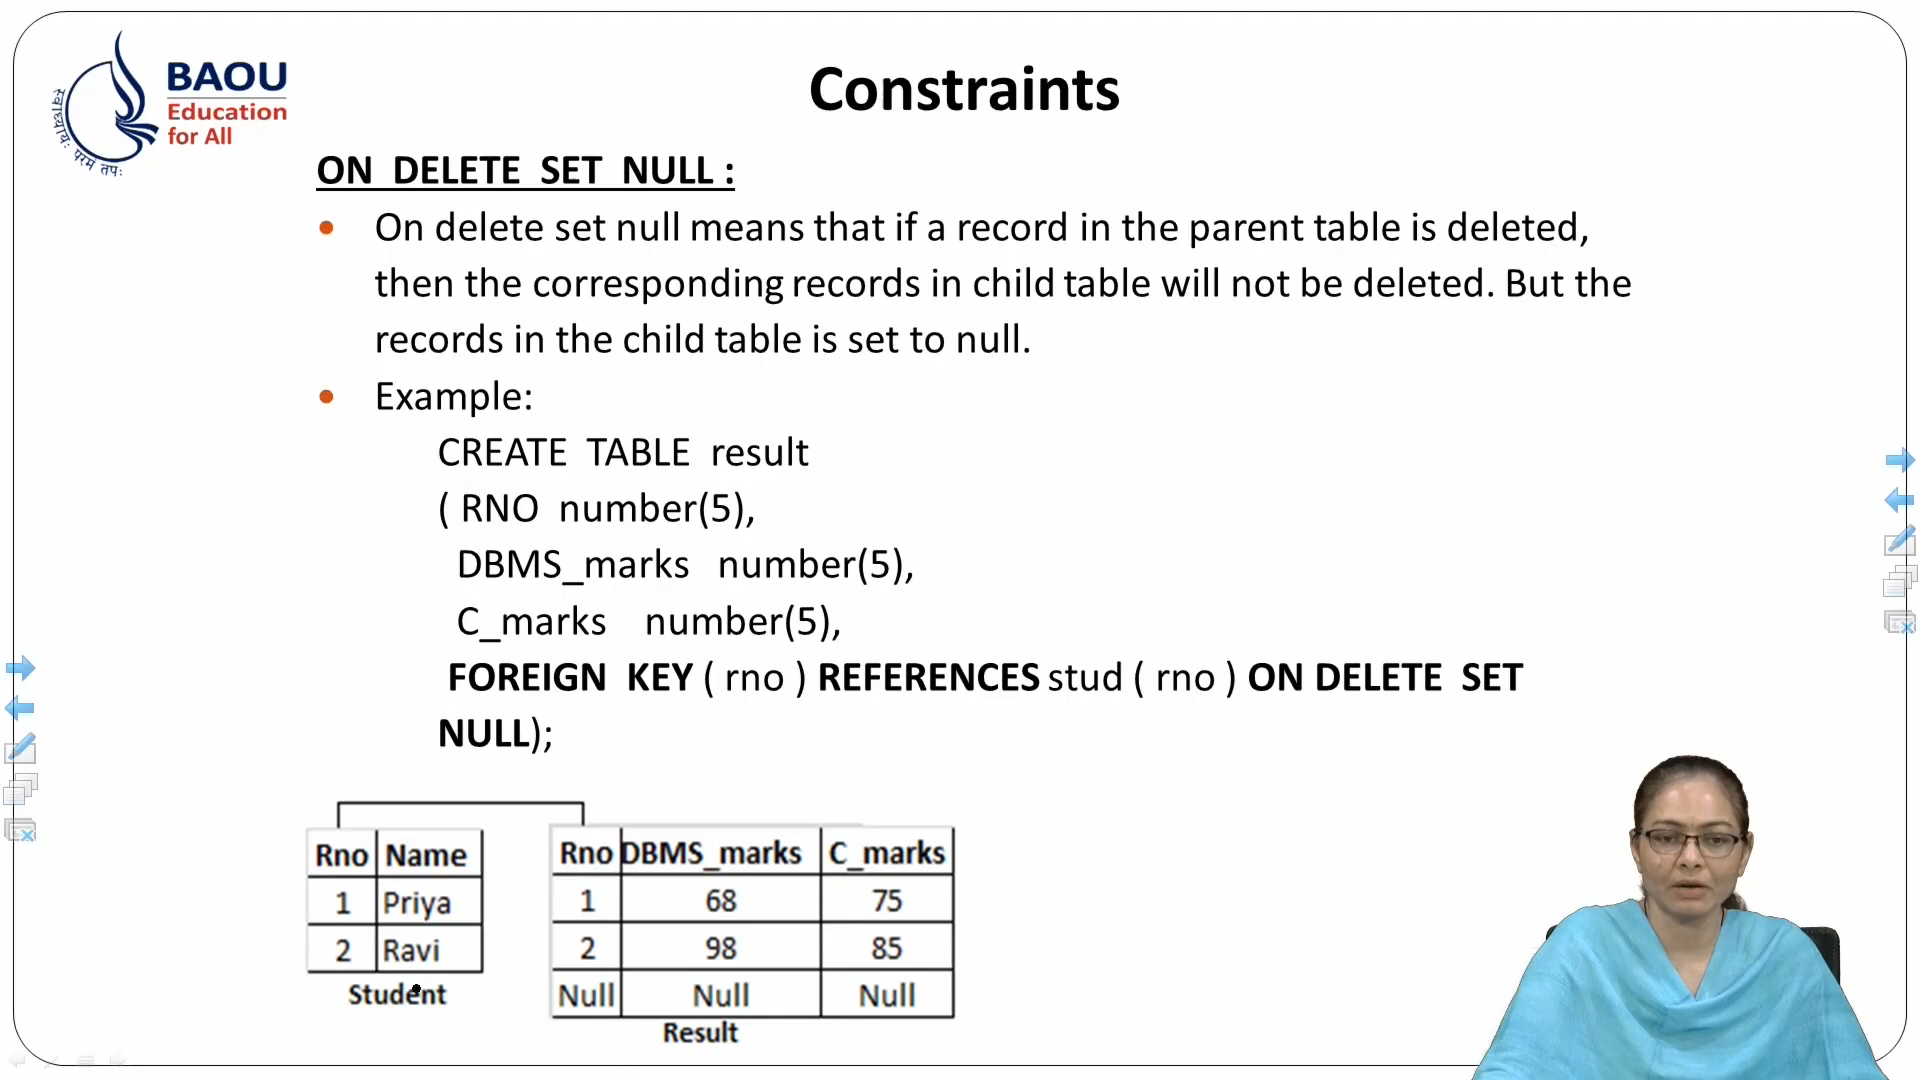 BAOU
Education
for All
स्वाध्यायः परमं तपः
Constraints
ON DELETE SET NULL :
• On delete set null means that if a record in the parent table is deleted,
then the corresponding records in child table will not be deleted. But the
records in the child table is set to null.
• Example:
CREATE TABLE result
( RNO number(5),
DBMS_marks number(5),
C_marks number(5),
FOREIGN KEY ( rno ) REFERENCES stud ( rno ) ON DELETE SET
NULL);
Rno Name
1 Priya
2 Ravi
Student
Rno DBMS_marks C_marks
1 68 75
2 98 85
Null Null Null
Result